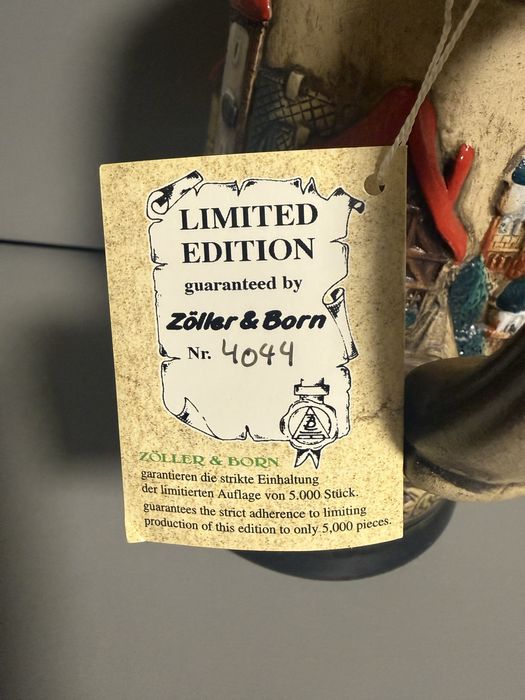 LIMITED
EDITION
guaranteed by
Zöller & Born
Nr. 4044
ZÖLLER & BORN
garantieren die strikte Einhaltung
der limitierten Auflage von 5.000 Stück.
guarantees the strict adherence to limiting
production of this edition to only 5,000 pieces.